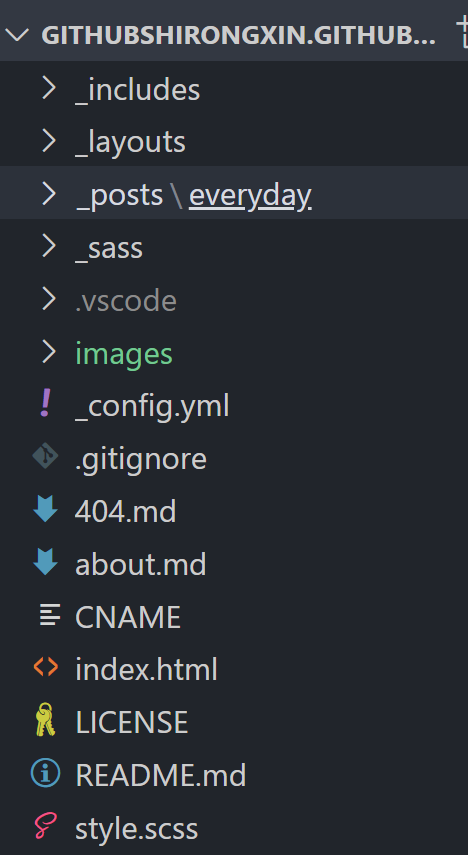 GITHUBSHIRONGXIN.GITHUB...
_includes
_layouts
_posts \ everyday
_sass
.vscode
images
_config.yml
.gitignore
404.md
about.md
CNAME
index.html
LICENSE
README.md
style.scss